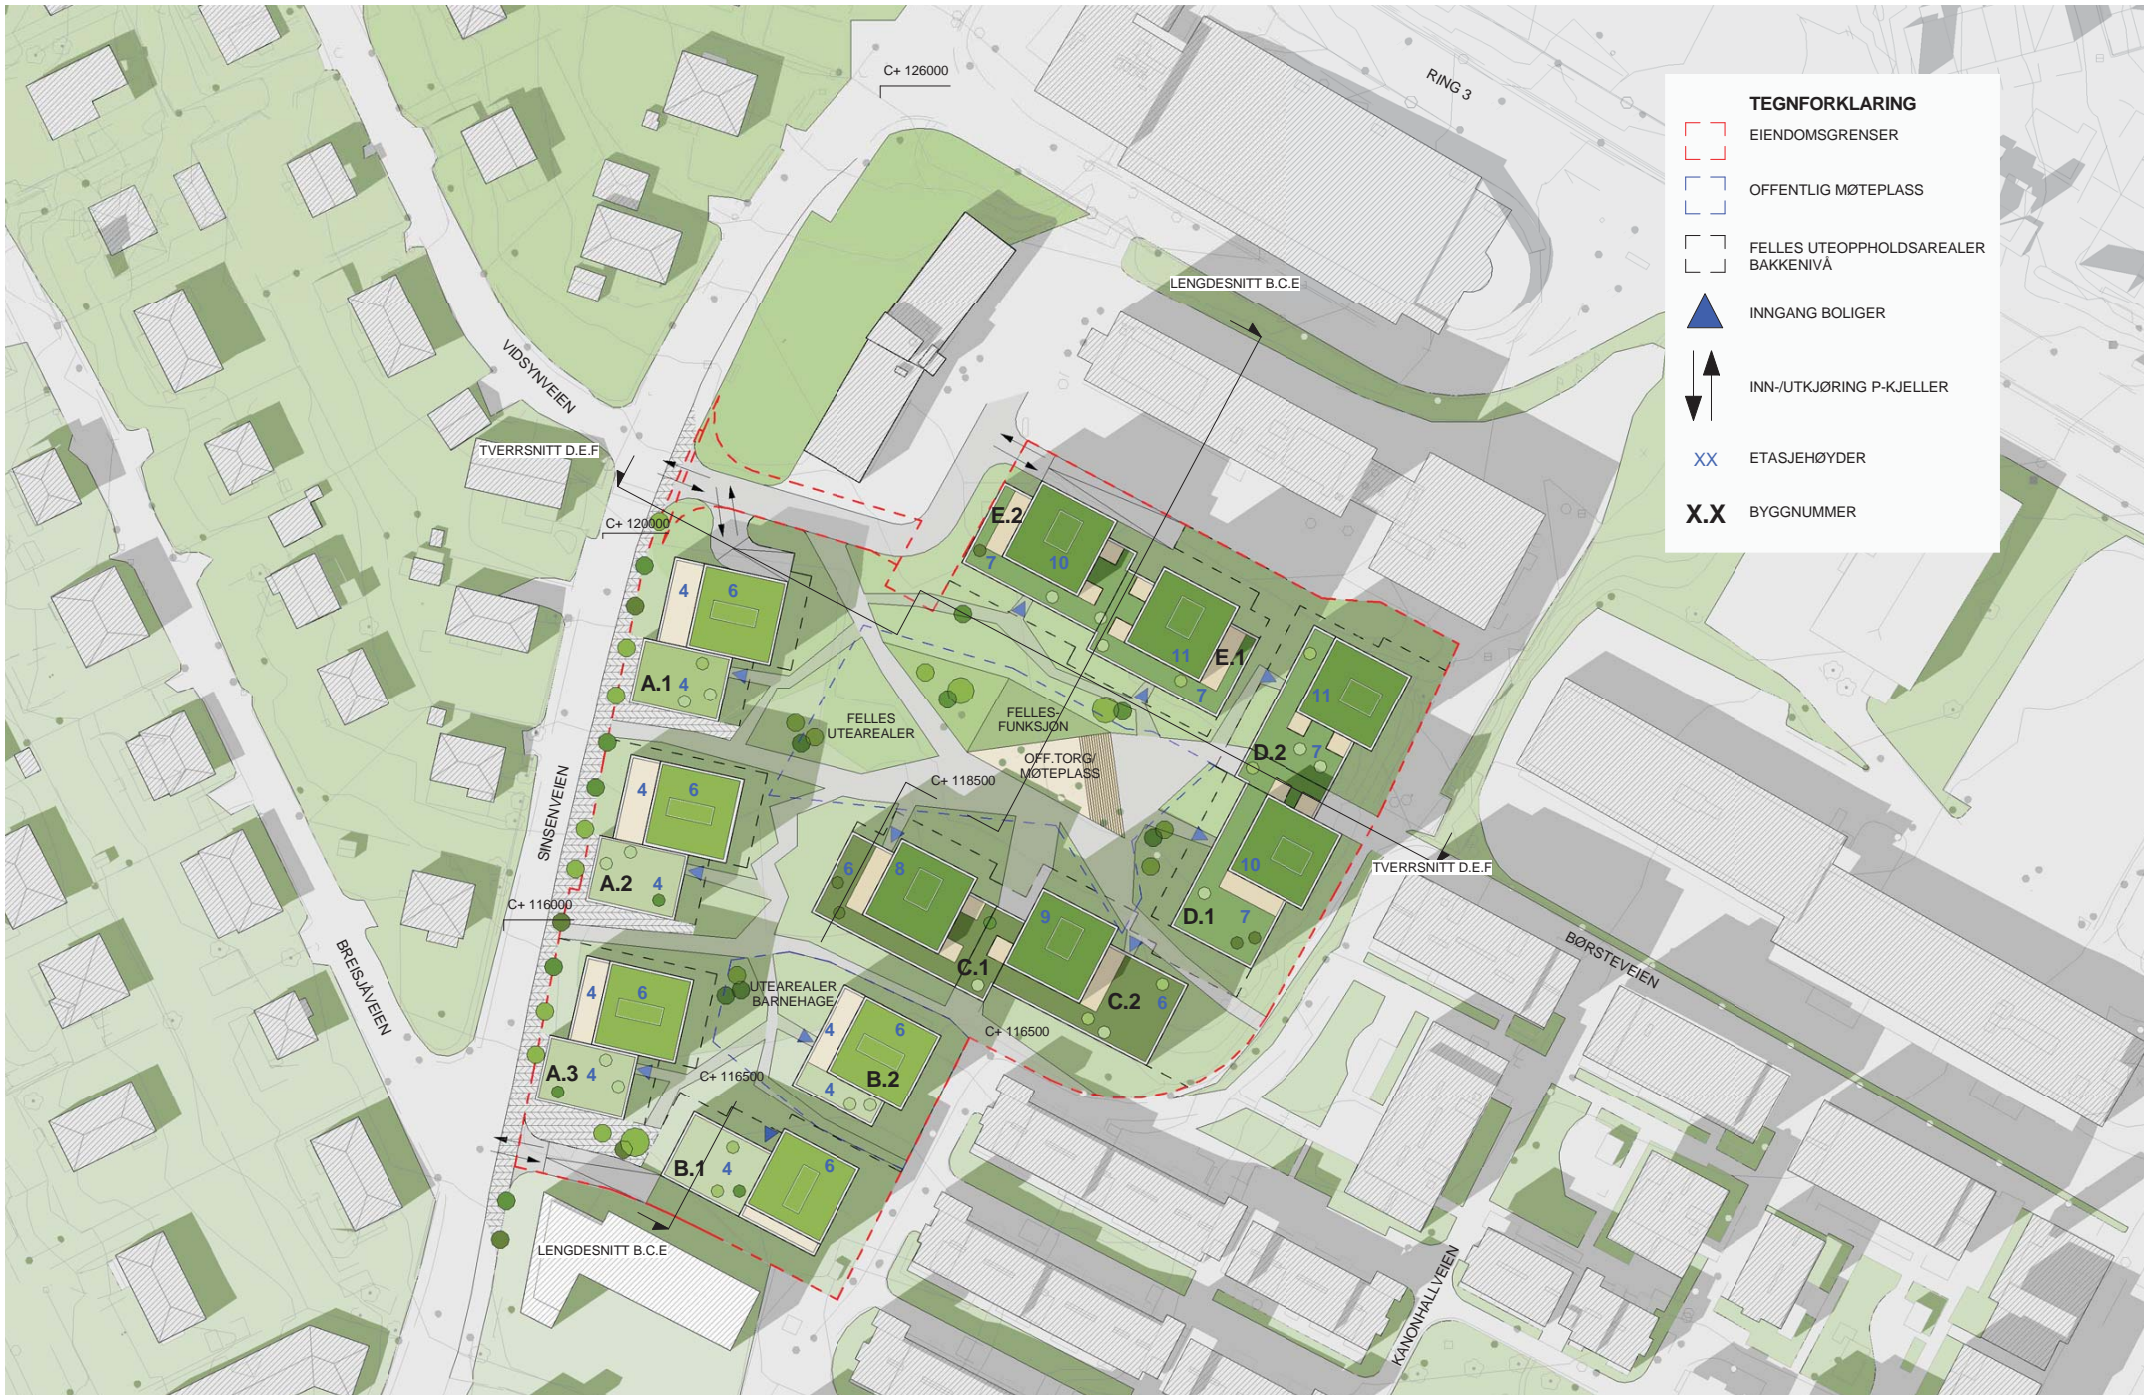 C+ 126000
RING 3
TEGNFORKLARING
EIENDOMSGRENSER
OFFENTLIG MØTEPLASS
FELLES UTEOPPHOLDSAREALER
BAKKENIVÅ
INNGANG BOLIGER
INN-/UTKJØRING P-KJELLER
XX
ETASJEHØYDER
X.X
BYGGNUMMER
LENGDESNITT B.C.E
VIDSYNVEIEN
TVERRSNITT D.E.F
C+ 120000
E.2
7
10
4
6
A.1
4
11
E.1
7
11
D.2
7
FELLES
UTEAREALER
FELLES-
FUNKSJON
OFF.TORG/
MØTEPLASS
C+ 118500
SINSENVEIEN
4
6
A.2
4
C+ 116000
6
8
9
C.1
C.2
6
10
D.1
7
TVERRSNITT D.E.F
BØRSTEVEIEN
BREISJÅVEIEN
4
6
A.3
4
UTEAREALER
BARNEHAGE
4
6
B.2
4
C+ 116500
C+ 116500
B.1
4
6
LENGDESNITT B.C.E
KANONHALLVEIEN